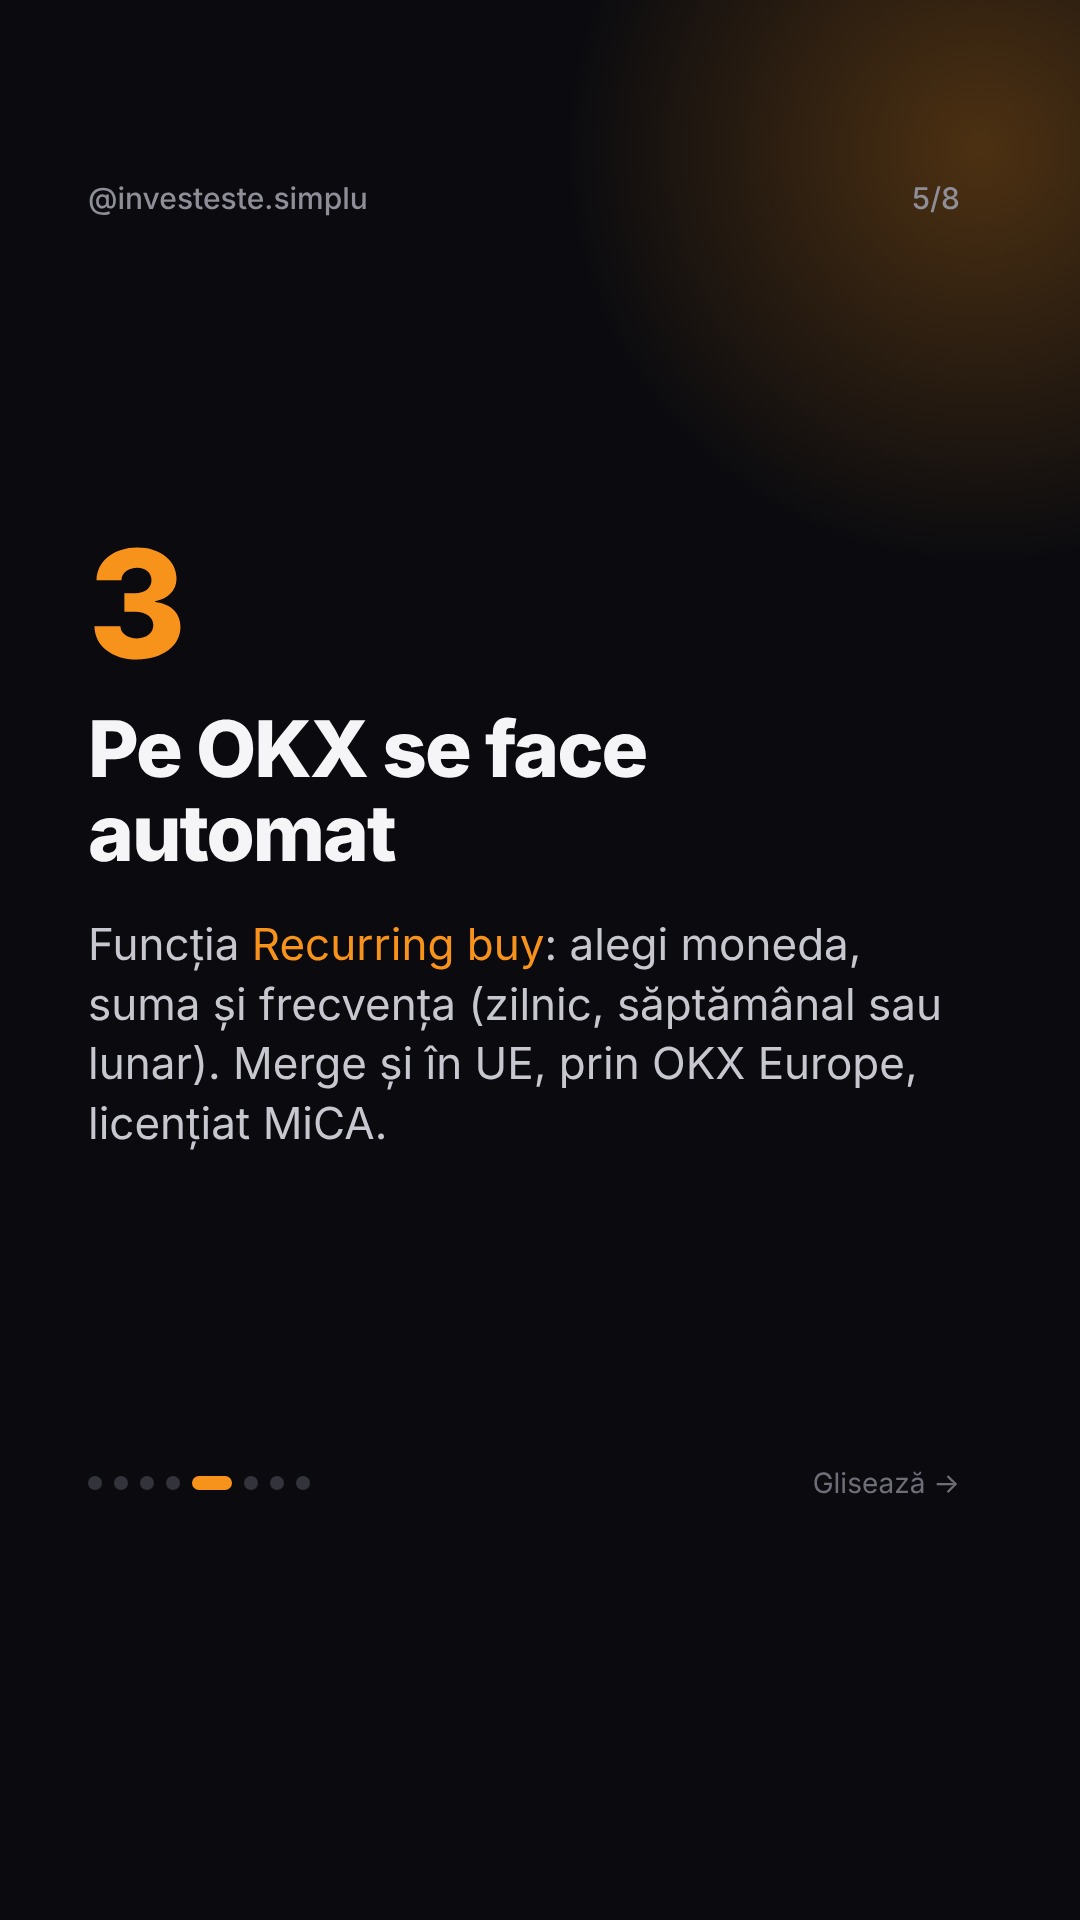 @investeste.simplu
5/8
3
Pe OKX se face
automat
Funcția Recurring buy: alegi moneda,
suma și frecvența (zilnic, săptămânal sau
lunar). Merge și în UE, prin OKX Europe,
licențiat MiCA.
Glisează →